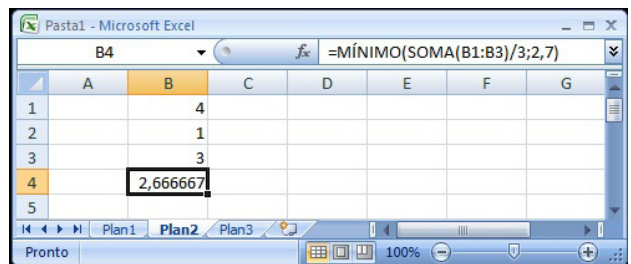 Pasta1 - Microsoft Excel
B4 fx =MÍNIMO(SOMA(B1:B3)/3;2,7)
A B C D E F G
1 4
2 1
3 3
4 2,666667
5
Plan1 Plan2 Plan3
Pronto 100%